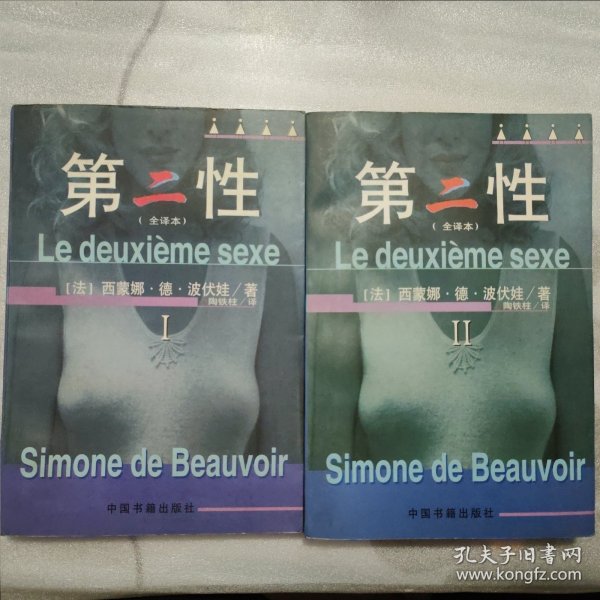 第二性
(全译本)
Le deuxième sexe
[法] 西蒙娜·德·波伏娃/著
陶铁柱/译
I
Simone de Beauvoir
中国书籍出版社
第二性
(全译本)
Le deuxième sexe
[法] 西蒙娜·德·波伏娃/著
陶铁柱/译
II
Simone de Beauvoir
中国书籍出版社
孔夫子旧书网
www.kongfz.com